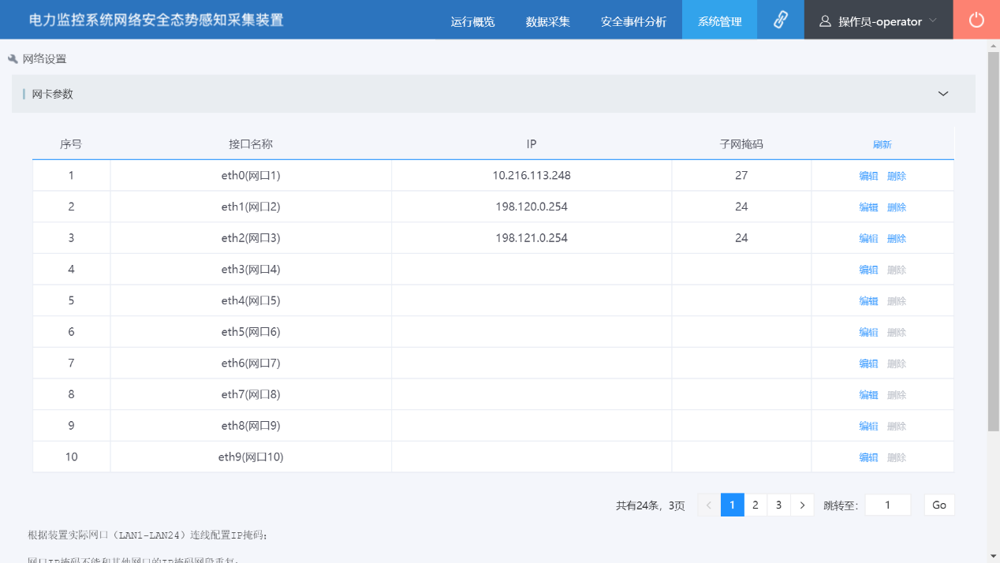 电力监控系统网络安全态势感知采集装置 运行概览 数据采集 安全事件分析 系统管理 操作员-operator
网络设置
网卡参数
序号 接口名称 IP 子网掩码 刷新
1 eth0(网口1) 10.216.113.248 27 编辑 删除
2 eth1(网口2) 198.120.0.254 24 编辑 删除
3 eth2(网口3) 198.121.0.254 24 编辑 删除
4 eth3(网口4) 编辑 删除
5 eth4(网口5) 编辑 删除
6 eth5(网口6) 编辑 删除
7 eth6(网口7) 编辑 删除
8 eth7(网口8) 编辑 删除
9 eth8(网口9) 编辑 删除
10 eth9(网口10) 编辑 删除
共有24条，3页 < 1 2 3 > 跳转至： 1 Go
根据装置实际网口（LAN1-LAN24）连线配置IP掩码；
网口IP掩码不能和其他网口的IP掩码网段重复；